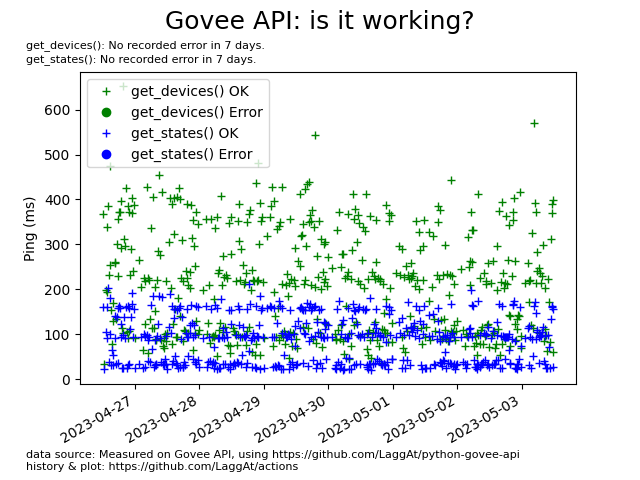 Govee API: is it working?
get_devices(): No recorded error in 7 days.
get_states(): No recorded error in 7 days.
get_devices() OK
get_devices() Error
get_states() OK
get_states() Error
Ping (ms)
600
500
400
300
200
100
0
2023-04-27
2023-04-28
2023-04-29
2023-04-30
2023-05-01
2023-05-02
2023-05-03
data source: Measured on Govee API, using https://github.com/LaggAt/python-govee-api
history & plot: https://github.com/LaggAt/actions